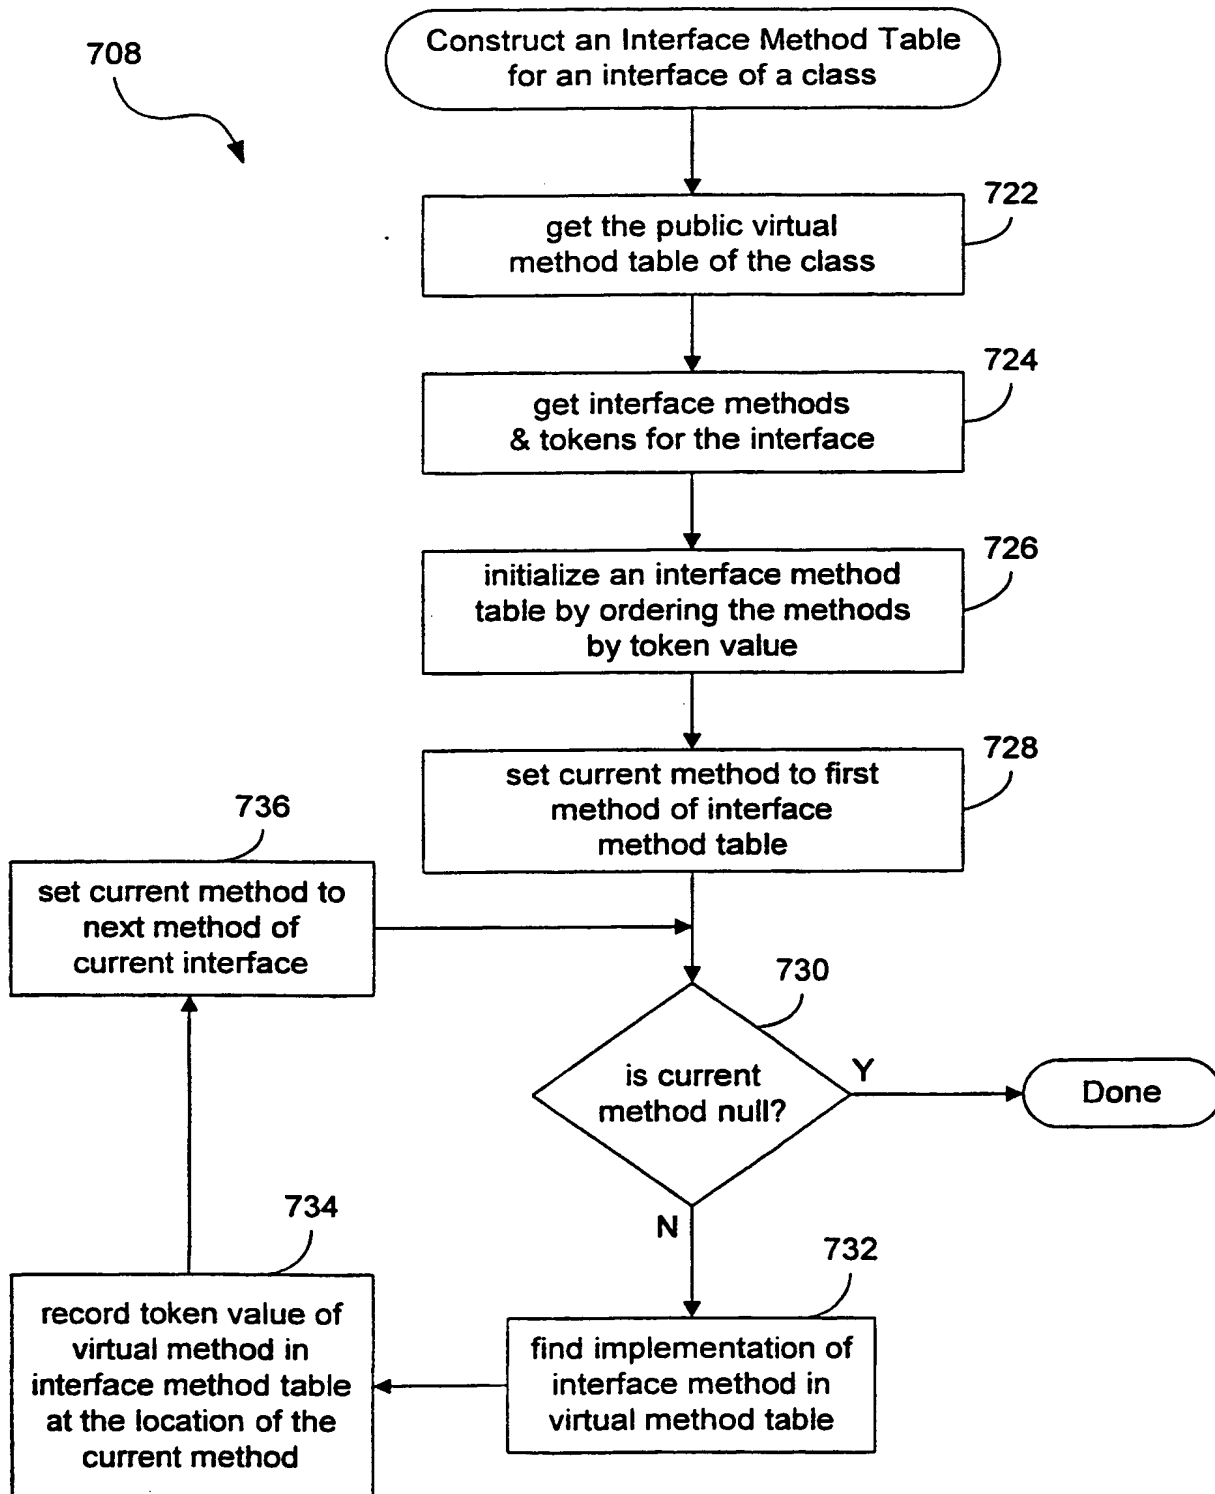 708
Construct an Interface Method Table
for an interface of a class
722
get the public virtual
method table of the class
724
get interface methods
& tokens for the interface
726
initialize an interface method
table by ordering the methods
by token value
728
set current method to first
method of interface
method table
736
set current method to
next method of
current interface
730
is current
method null?
Y
Done
N
732
find implementation of
interface method in
virtual method table
734
record token value of
virtual method in
interface method table
at the location of the
current method